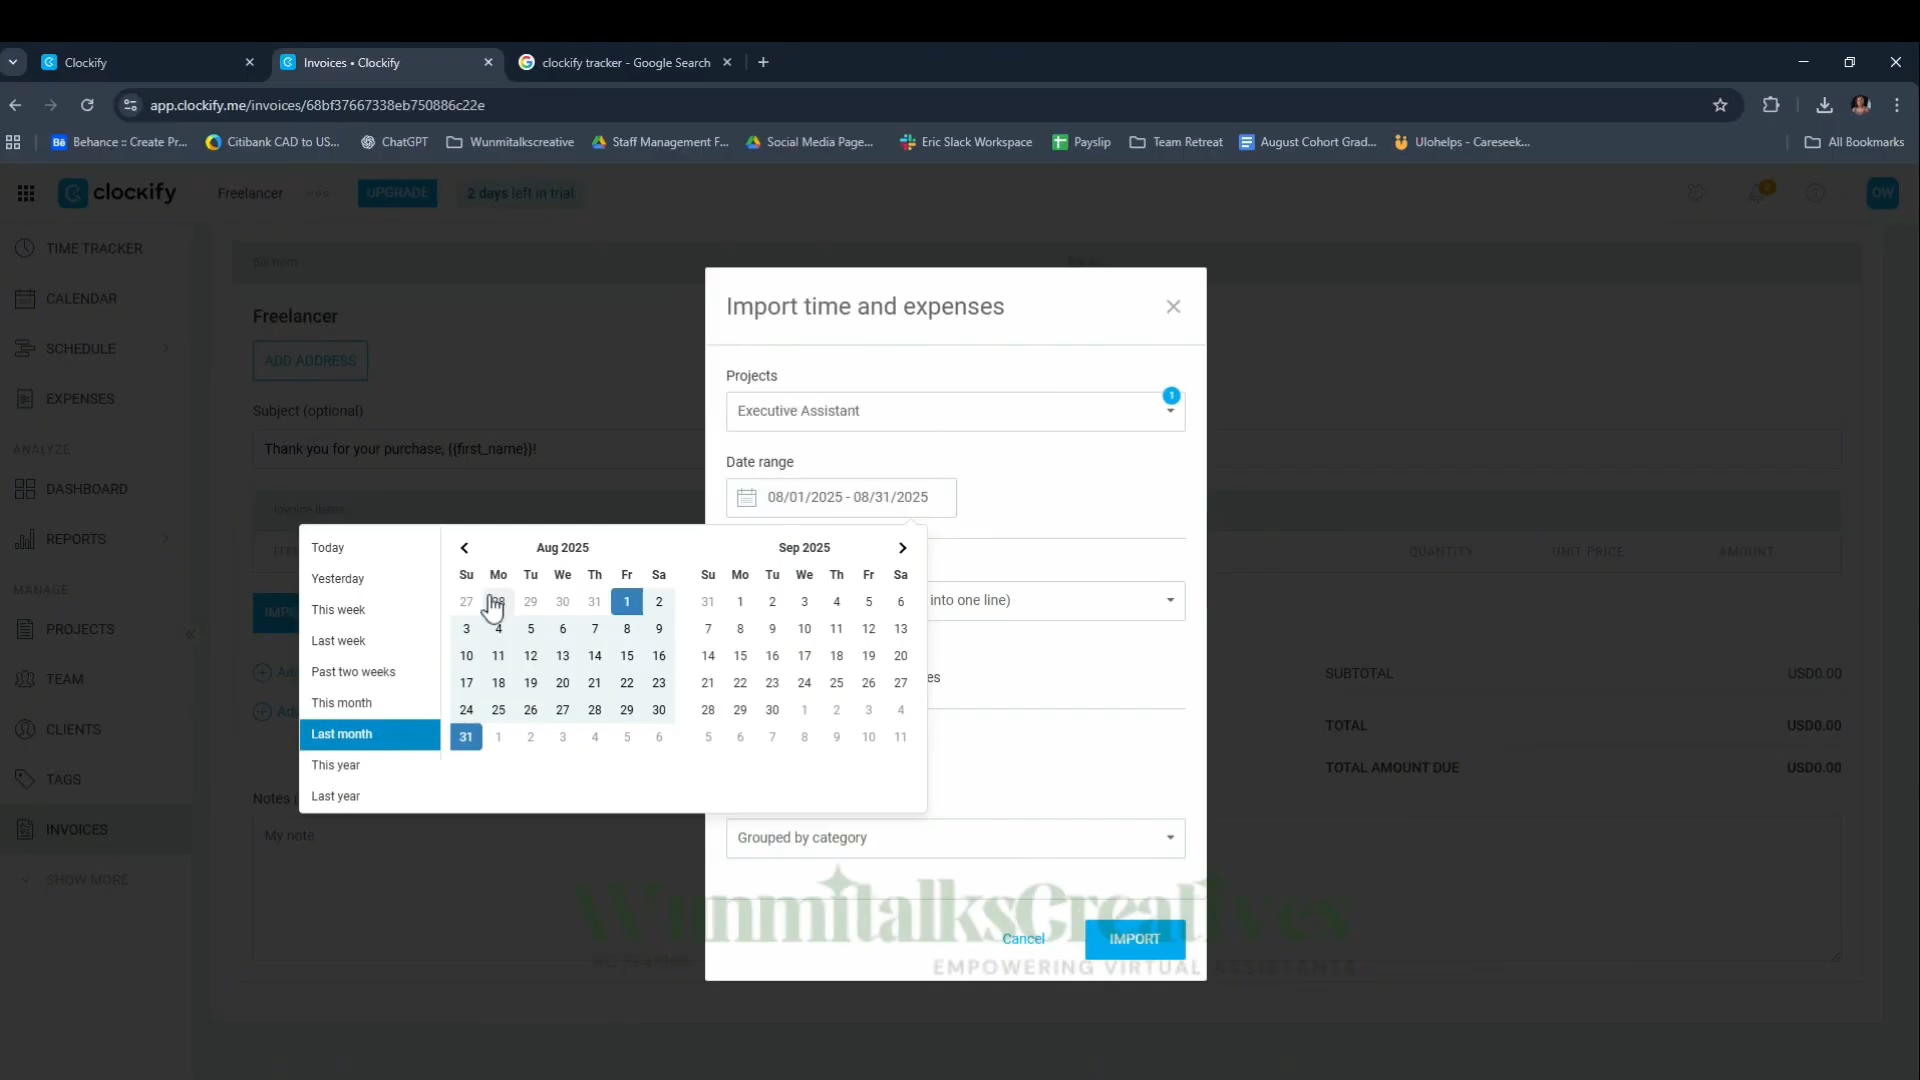 Clockify
Invoices • Clockify
clockify tracker - Google Search
app.clockify.me/invoices/68bf37667338eb750886c22e
Behance :: Create Pr...
Citibank CAD to US...
ChatGPT
Wunmitalkscreative
Staff Management F...
Social Media Page...
Eric Slack Workspace
Payslip
Team Retreat
August Cohort Grad...
Ulohelps - Careseek...
All Bookmarks
clockify
Freelancer
UPGRADE
2 days left in trial
OW
TIME TRACKER
CALENDAR
SCHEDULE
EXPENSES
ANALYZE
DASHBOARD
REPORTS
MANAGE
PROJECTS
TEAM
CLIENTS
TAGS
INVOICES
SHOW MORE
Bill from
Freelancer
ADD ADDRESS
Subject (optional)
Thank you for your purchase, {{first_name}}!
Invoice items
QUANTITY UNIT PRICE AMOUNT
SUBTOTAL USD0.00
TOTAL USD0.00
TOTAL AMOUNT DUE USD0.00
Notes
My note
Import time and expenses
Projects
Executive Assistant
1
Date range
08/01/2025 - 08/31/2025
into one line)
es
Today
Yesterday
This week
Last week
Past two weeks
This month
Last month
This year
Last year
Aug 2025
Su Mo Tu We Th Fr Sa
27 28 29 30 31 1 2
3 4 5 6 7 8 9
10 11 12 13 14 15 16
17 18 19 20 21 22 23
24 25 26 27 28 29 30
31 1 2 3 4 5 6
Sep 2025
Su Mo Tu We Th Fr Sa
31 1 2 3 4 5 6
7 8 9 10 11 12 13
14 15 16 17 18 19 20
21 22 23 24 25 26 27
28 29 30 1 2 3 4
5 6 7 8 9 10 11
Grouped by category
WunmitalksCreatives
Cancel
IMPORT
EMPOWERING VIRTUAL ASSISTANTS